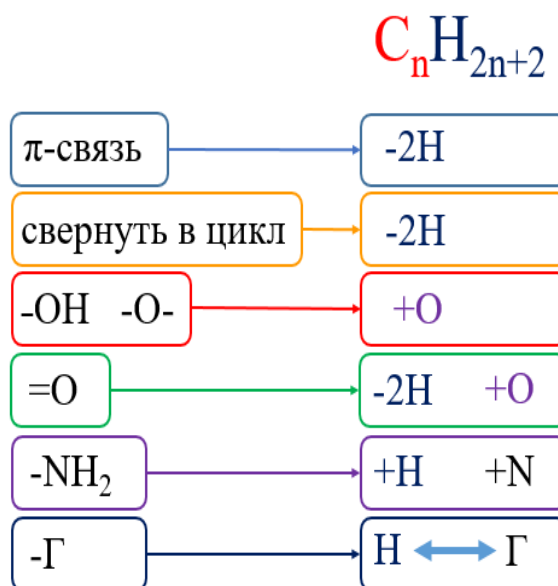 CₙH₂ₙ₊₂
π-связь -2H
свернуть в цикл -2H
-OH -O- +O
=O -2H +O
-NH₂ +H +N
-Г H Г